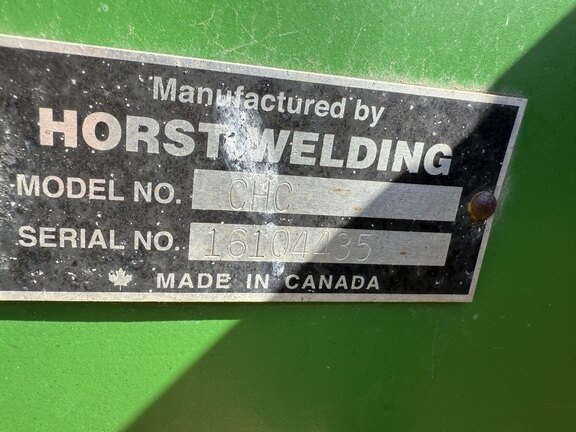 Manufactured by
HORST WELDING
MODEL NO. CHC
SERIAL NO. 16104435
MADE IN CANADA